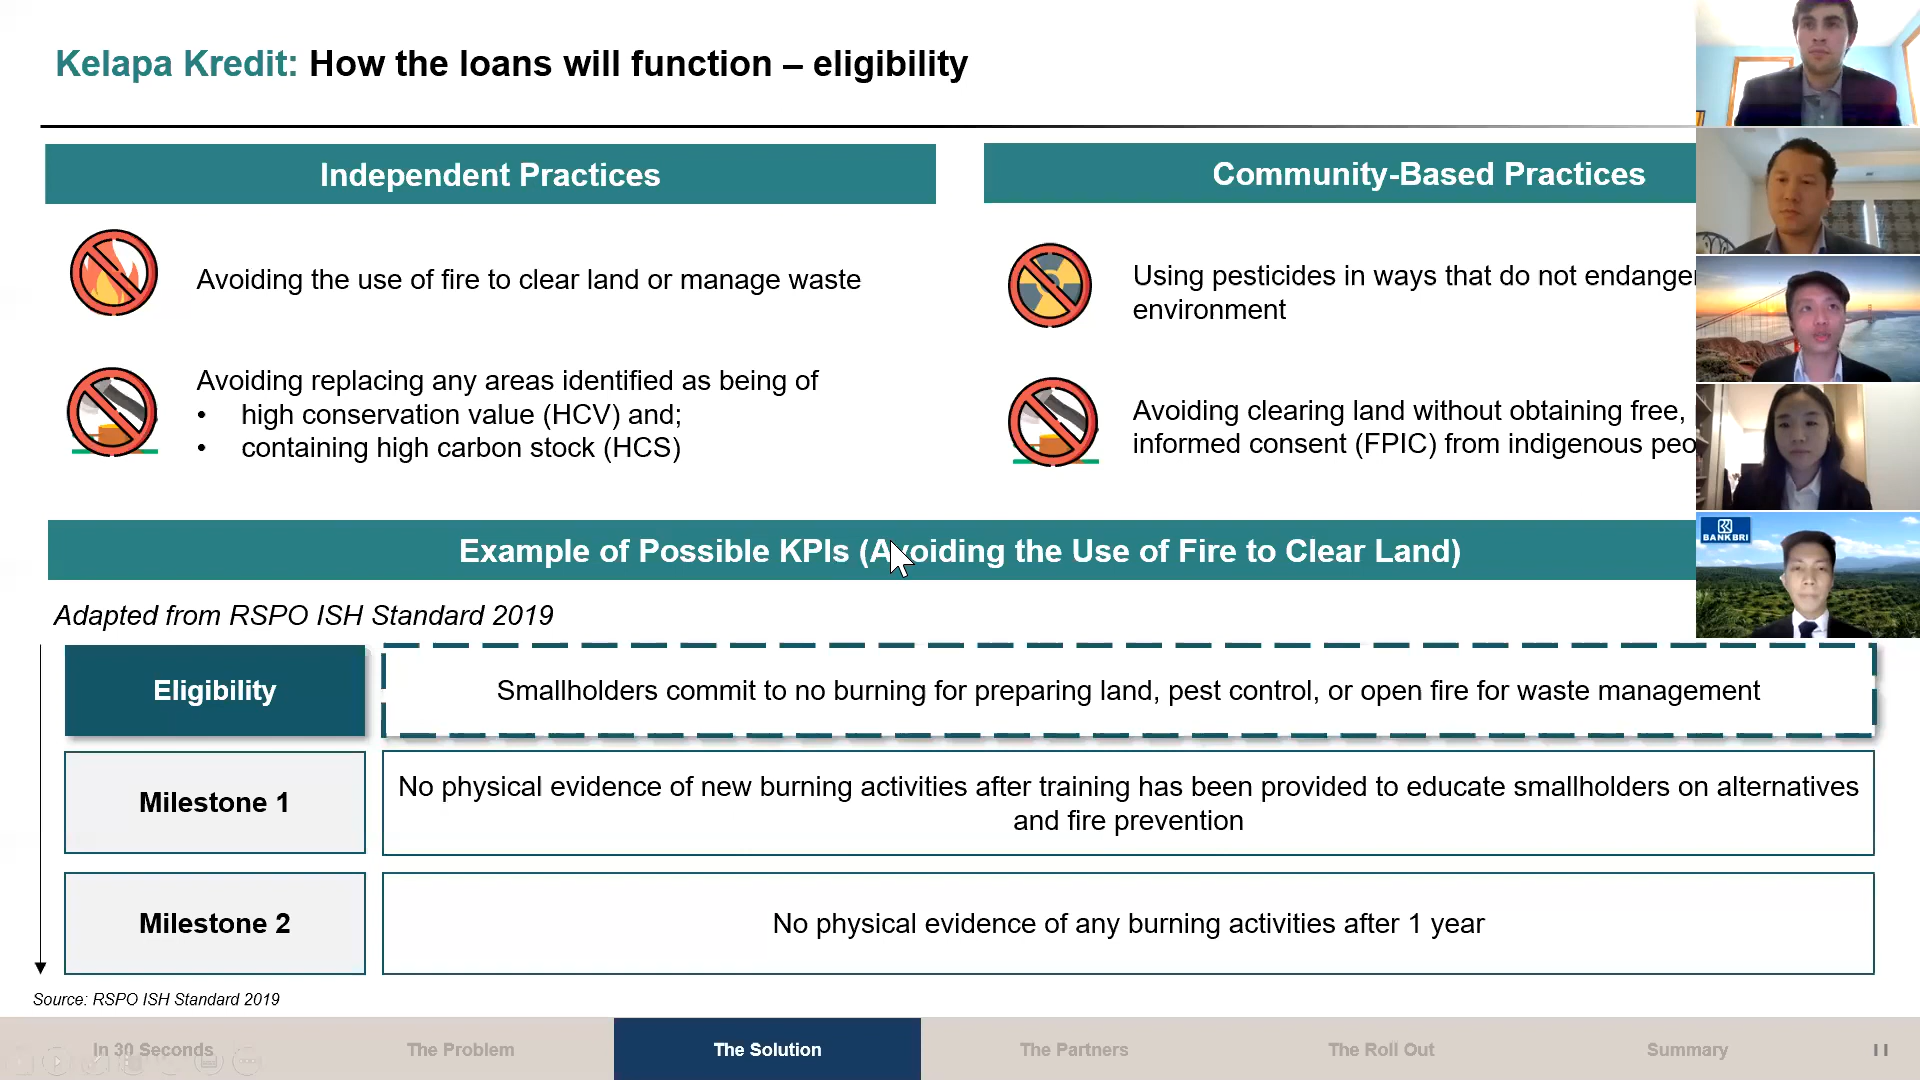 Kelapa Kredit: How the loans will function – eligibility
Independent Practices
Avoiding the use of fire to clear land or manage waste
Avoiding replacing any areas identified as being of
• high conservation value (HCV) and;
• containing high carbon stock (HCS)
Community-Based Practices
Using pesticides in ways that do not endanger
environment
Avoiding clearing land without obtaining free,
informed consent (FPIC) from indigenous peo
BANK BRI
Example of Possible KPIs (Avoiding the Use of Fire to Clear Land)
Adapted from RSPO ISH Standard 2019
Eligibility
Smallholders commit to no burning for preparing land, pest control, or open fire for waste management
Milestone 1
No physical evidence of new burning activities after training has been provided to educate smallholders on alternatives
and fire prevention
Milestone 2
No physical evidence of any burning activities after 1 year
Source: RSPO ISH Standard 2019
In 30 Seconds
The Problem
The Solution
The Partners
The Roll Out
Summary
11